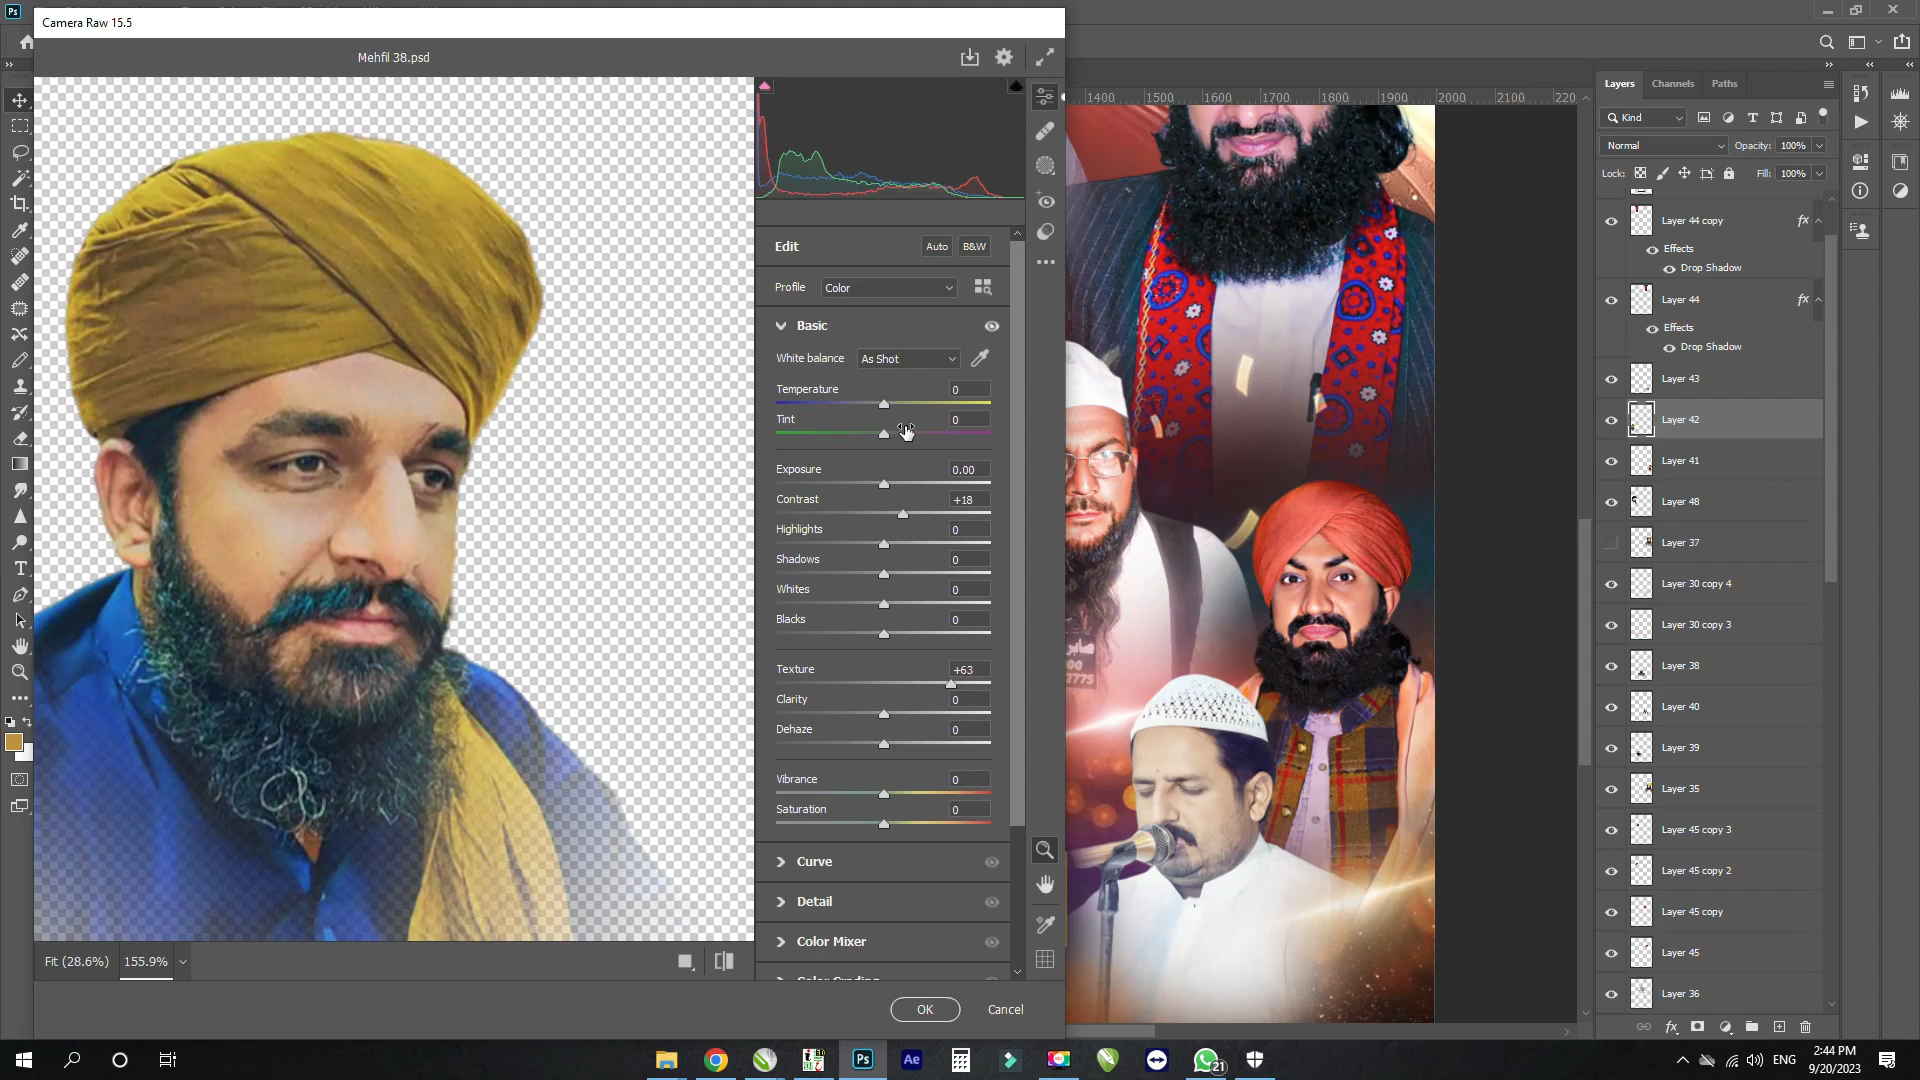 Ps
Camera Raw 15.5
Mehfil 38.psd
Edit
Auto
B&W
Profile
Color
Basic
White balance
As Shot
Temperature
0
Tint
0
Exposure
0.00
Contrast
+18
Highlights
0
Shadows
0
Whites
0
Blacks
0
Texture
+63
Clarity
0
Dehaze
0
Vibrance
0
Saturation
0
Curve
Detail
Color Mixer
Color Grading
Fit (28.6%)
155.9%
OK
Cancel
1400
1500
1600
1700
1800
1900
2000
2100
220
2775
Layers
Channels
Paths
Kind
Normal
Opacity:
100%
Lock:
Fill:
100%
Layer 44 copy
fx
Effects
Drop Shadow
Layer 44
fx
Effects
Drop Shadow
Layer 43
Layer 42
Layer 41
Layer 48
Layer 37
Layer 30 copy 4
Layer 30 copy 3
Layer 38
Layer 40
Layer 39
Layer 35
Layer 45 copy 3
Layer 45 copy 2
Layer 45 copy
Layer 45
Layer 36
fx
Ps
Ae
21
ENG
2:44 PM
9/20/2023